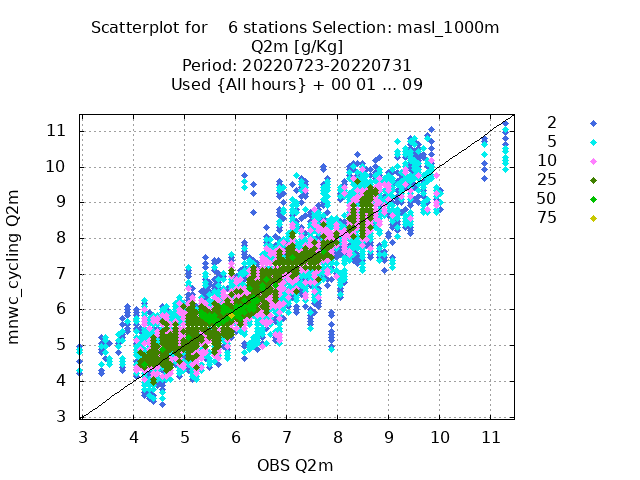 Scatterplot for    6 stations Selection: masl_1000m
Q2m [g/Kg]
Period: 20220723-20220731
Used {All hours} + 00 01 ... 09
2
5
10
25
50
75
mnwc_cycling Q2m
11
10
9
8
7
6
5
4
3
3 4 5 6 7 8 9 10 11
OBS Q2m